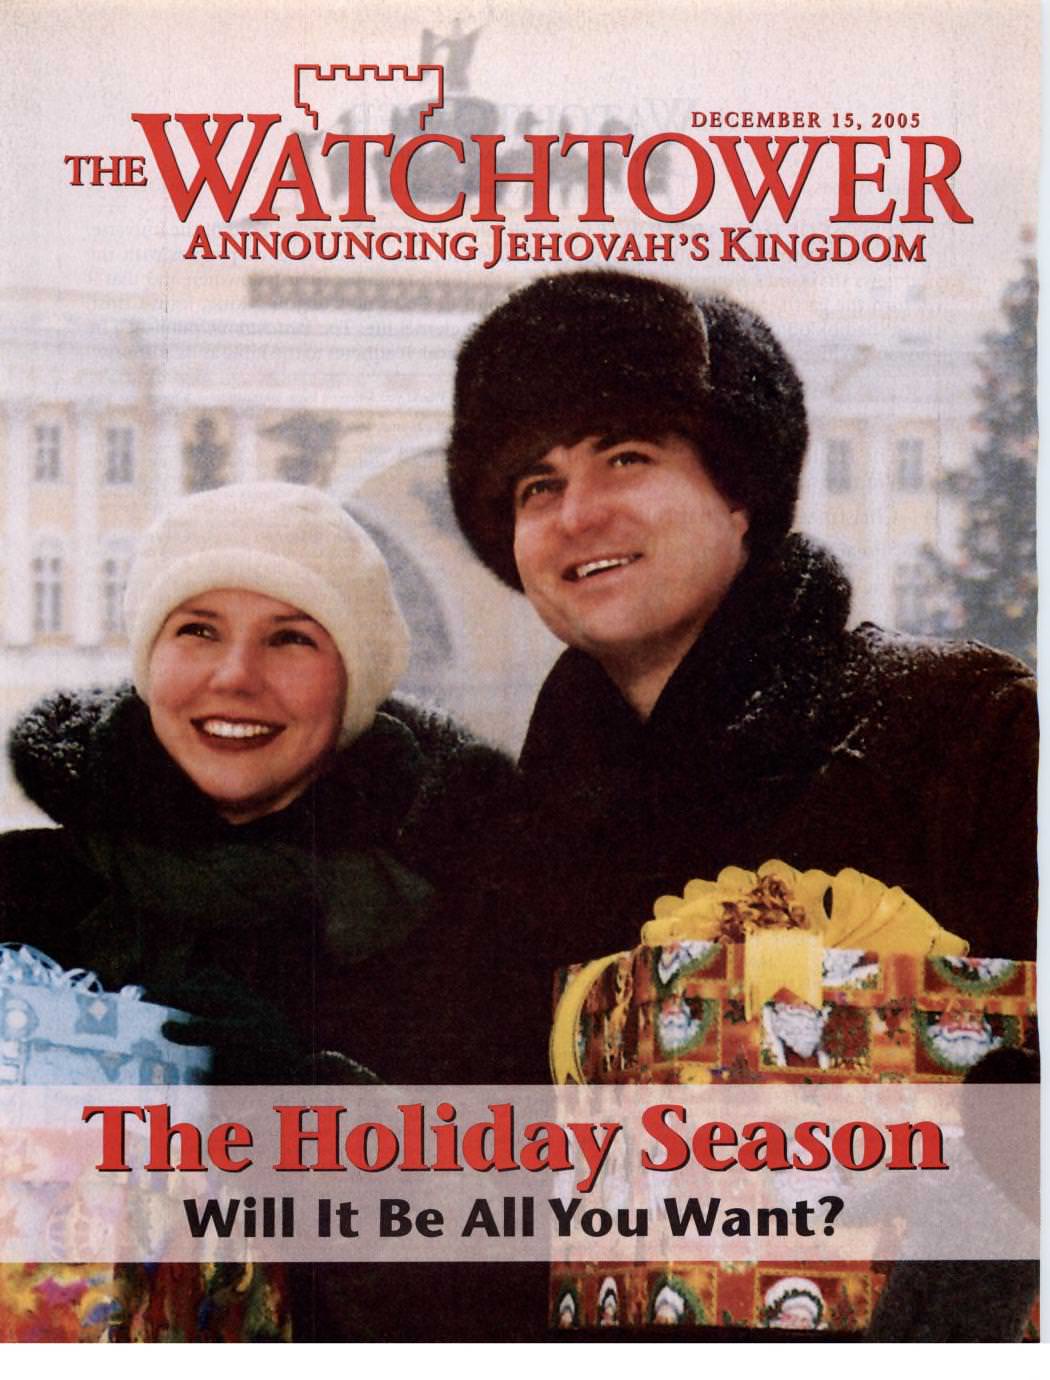 DECEMBER 15, 2005
THE WATCHTOWER
ANNOUNCING JEHOVAH'S KINGDOM
The Holiday Season
Will It Be All You Want?